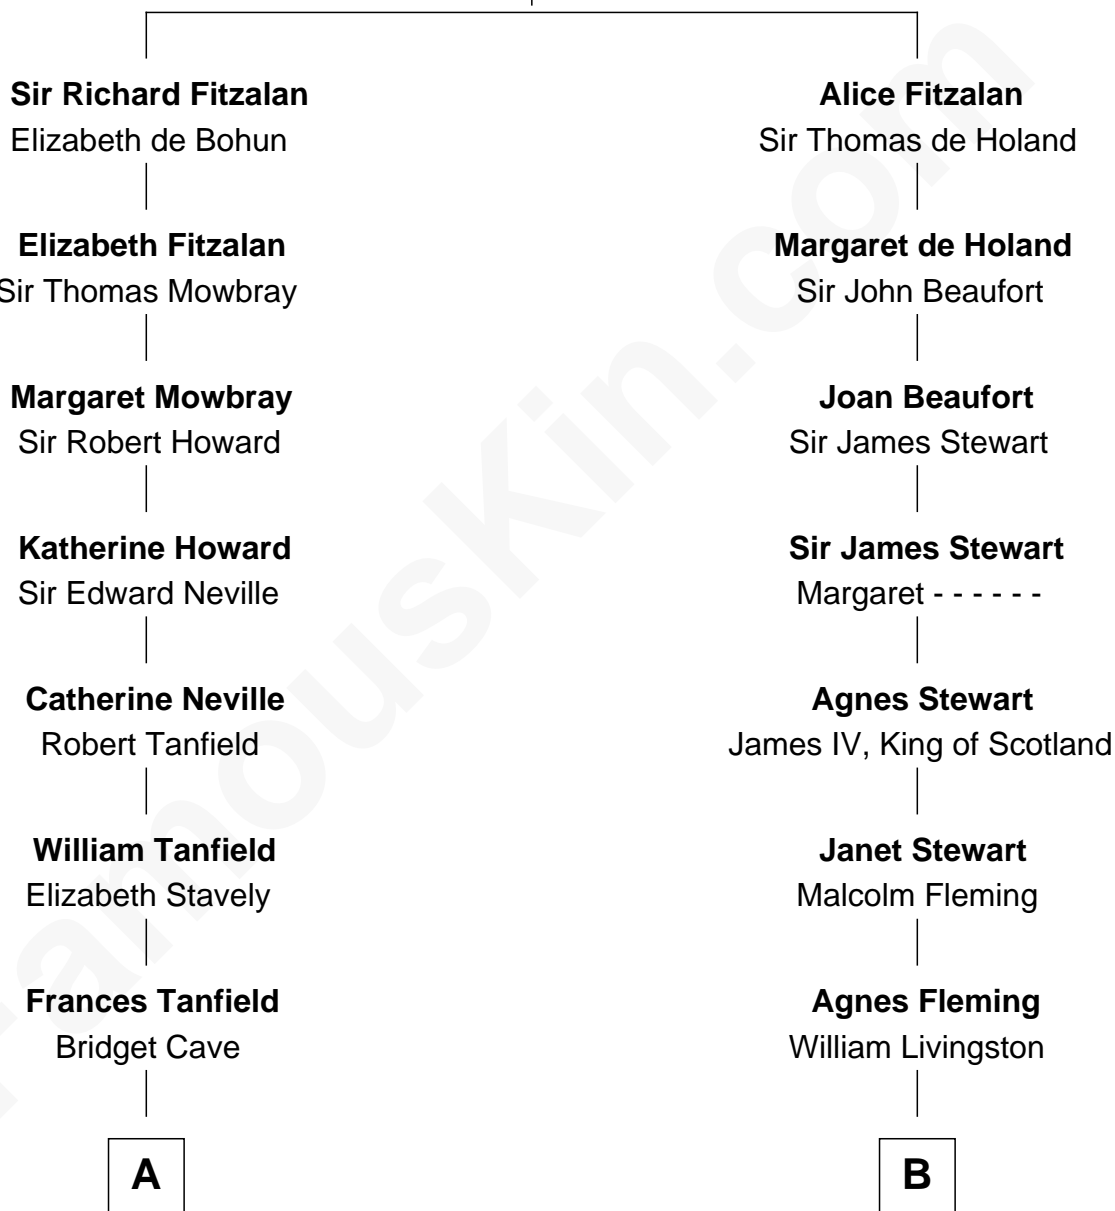 Sir Richard Fitzalan
Elizabeth de Bohun
Elizabeth Fitzalan
Sir Thomas Mowbray
Margaret Mowbray
Sir Robert Howard
Katherine Howard
Sir Edward Neville
Catherine Neville
Robert Tanfield
William Tanfield
Elizabeth Stavely
Frances Tanfield
Bridget Cave
A
Alice Fitzalan
Sir Thomas de Holand
Margaret de Holand
Sir John Beaufort
Joan Beaufort
Sir James Stewart
Sir James Stewart
Margaret - - - - - -
Agnes Stewart
James IV, King of Scotland
Janet Stewart
Malcolm Fleming
Agnes Fleming
William Livingston
B
FamousKin.com